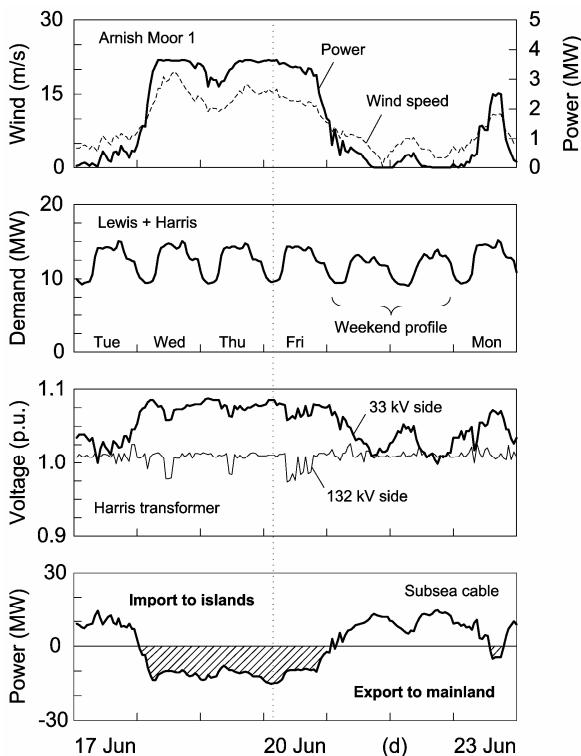 30
15
0
Wind (m/s)
Arnish Moor 1
Power
Wind speed
5
4
3
2
1
0
Power (MW)
20
10
0
Demand (MW)
Lewis + Harris
Weekend profile
Tue Wed Thu Fri Mon
1.1
1.0
0.9
Voltage (p.u.)
33 kV side
132 kV side
Harris transformer
30
0
-30
Power (MW)
Import to islands
Subsea cable
Export to mainland
17 Jun 20 Jun (d) 23 Jun